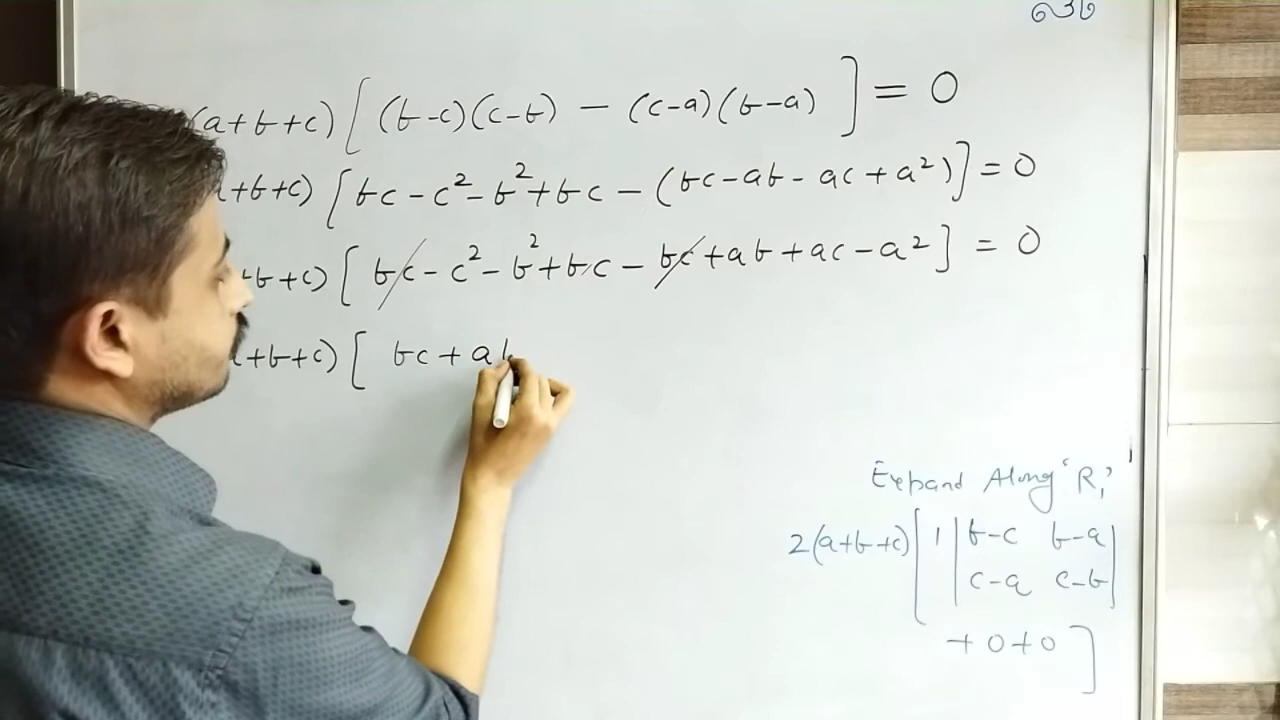 (a+b+c) [ (b-c)(c-b) - (c-a)(b-a) ] = 0
+b+c) [ bc - c² - b² + bc - (bc - ab - ac + a²) ] = 0
b+c) [ bc - c² - b² + bc - bc + ab + ac - a² ] = 0
+b+c) [ bc + ab
Expand Along 'R₁'
2(a+b+c) [ 1 | b-c b-a |
c-a c-b
+ 0 + 0 ]